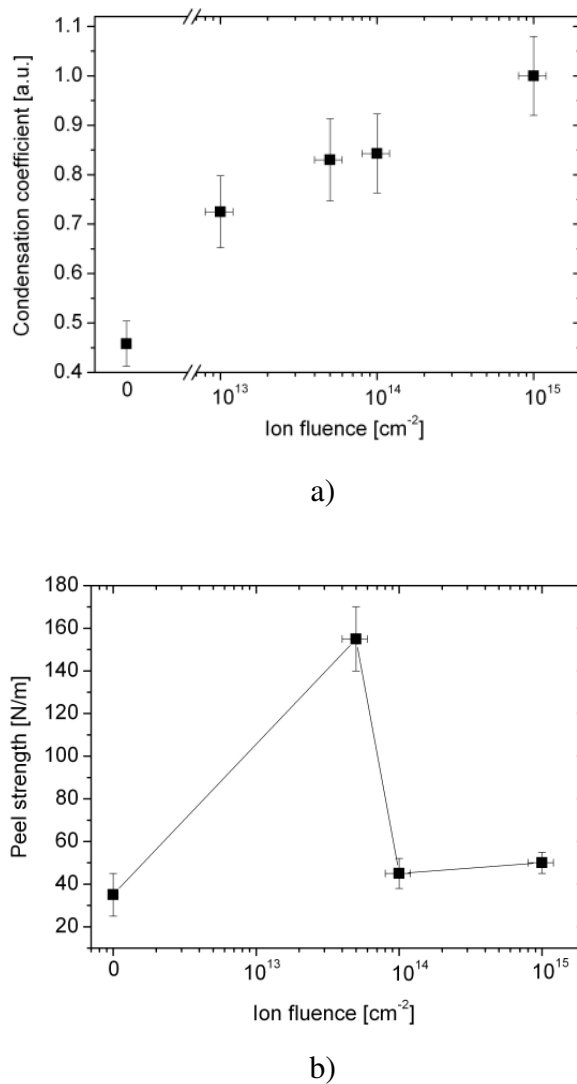 1.1
1.0
0.9
0.8
0.7
0.6
0.5
0.4
Condensation coefficient [a.u.]
0 10¹³ 10¹⁴ 10¹⁵
Ion fluence [cm⁻²]
a)
180
160
140
120
100
80
60
40
20
Peel strength [N/m]
0 10¹³ 10¹⁴ 10¹⁵
Ion fluence [cm⁻²]
b)